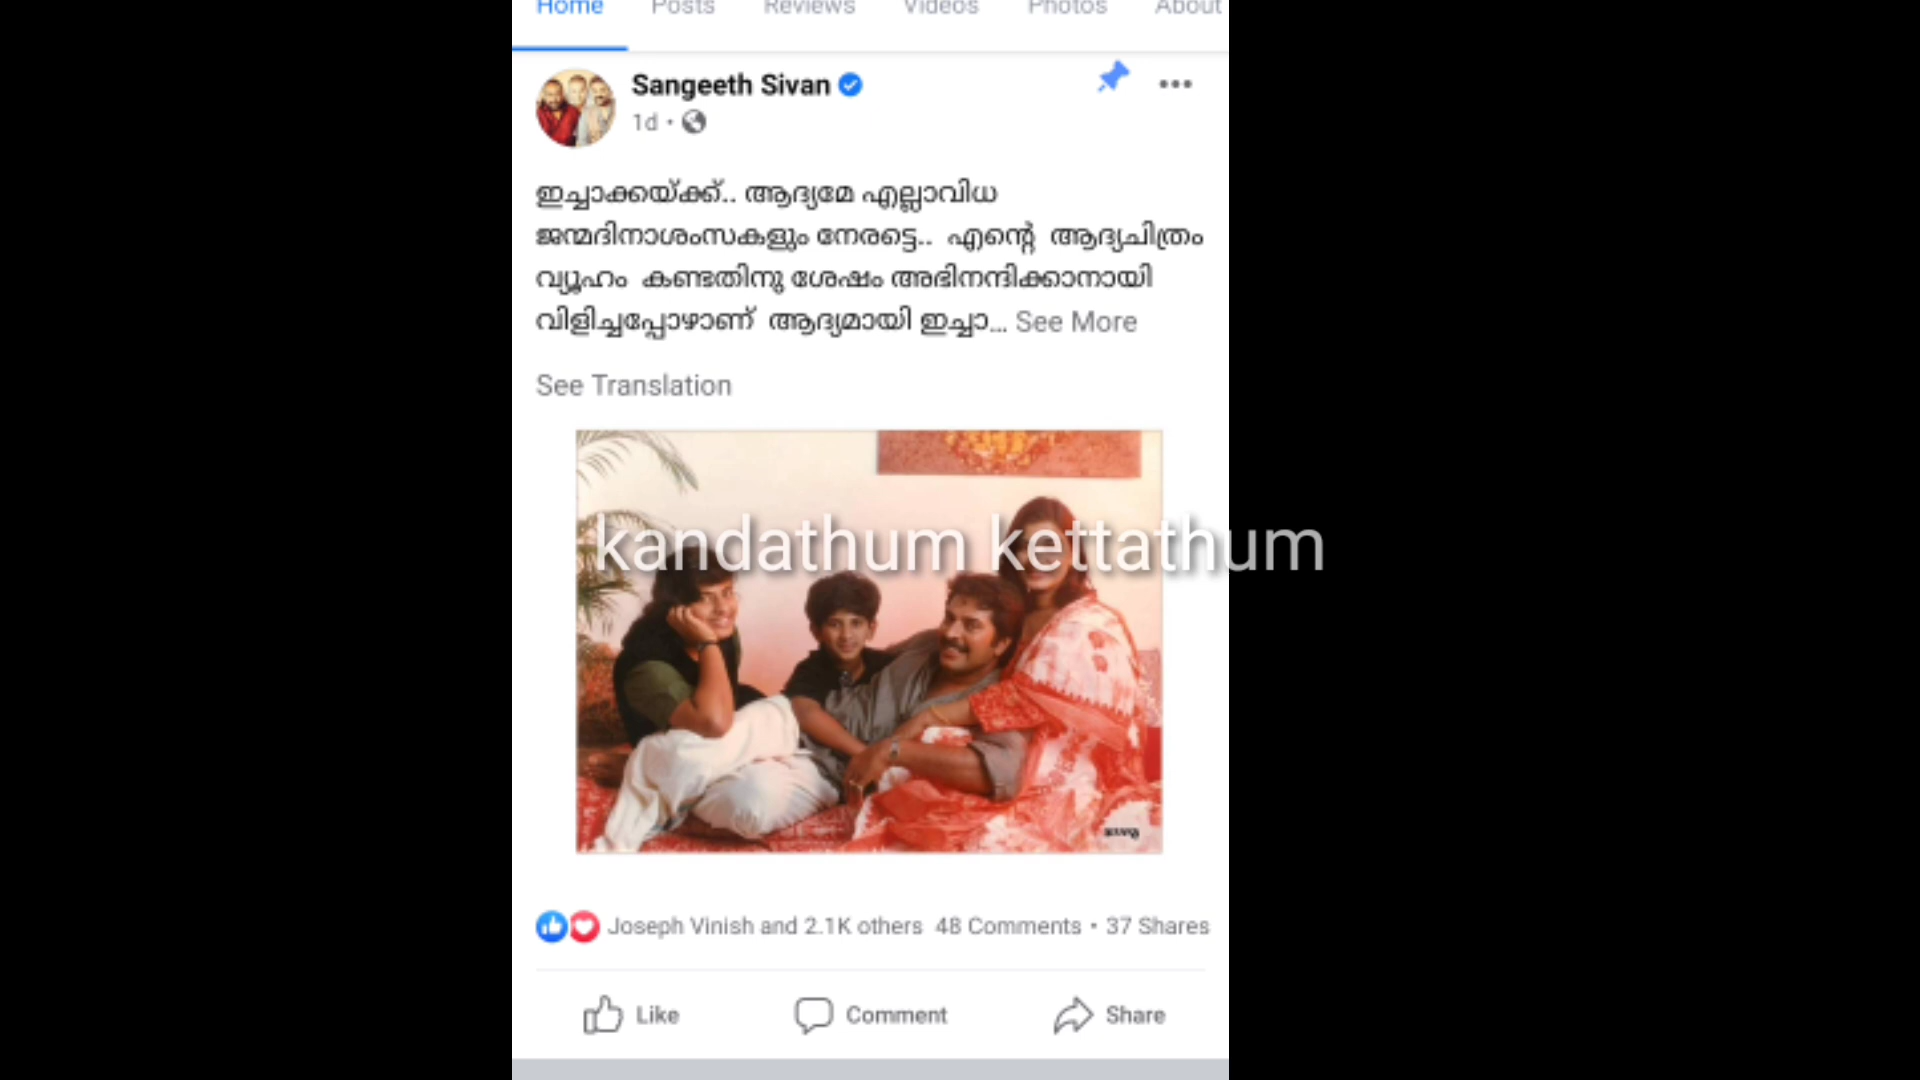 Home Posts Reviews Videos Photos About
Sangeeth Sivan
1d
ഇച്ചാക്കയ്ക്ക്.. ആദ്യമേ എല്ലാവിധ
ജന്മദിനാശംസകളും നേരട്ടെ.. എന്റെ ആദ്യചിത്രം
വ്യൂഹം കണ്ടതിനു ശേഷം അഭിനന്ദിക്കാനായി
വിളിച്ചപ്പോഴാണ് ആദ്യമായി ഇച്ചാ... See More
See Translation
kandathum kettathum
Joseph Vinish and 2.1K others 48 Comments • 37 Shares
Like Comment Share